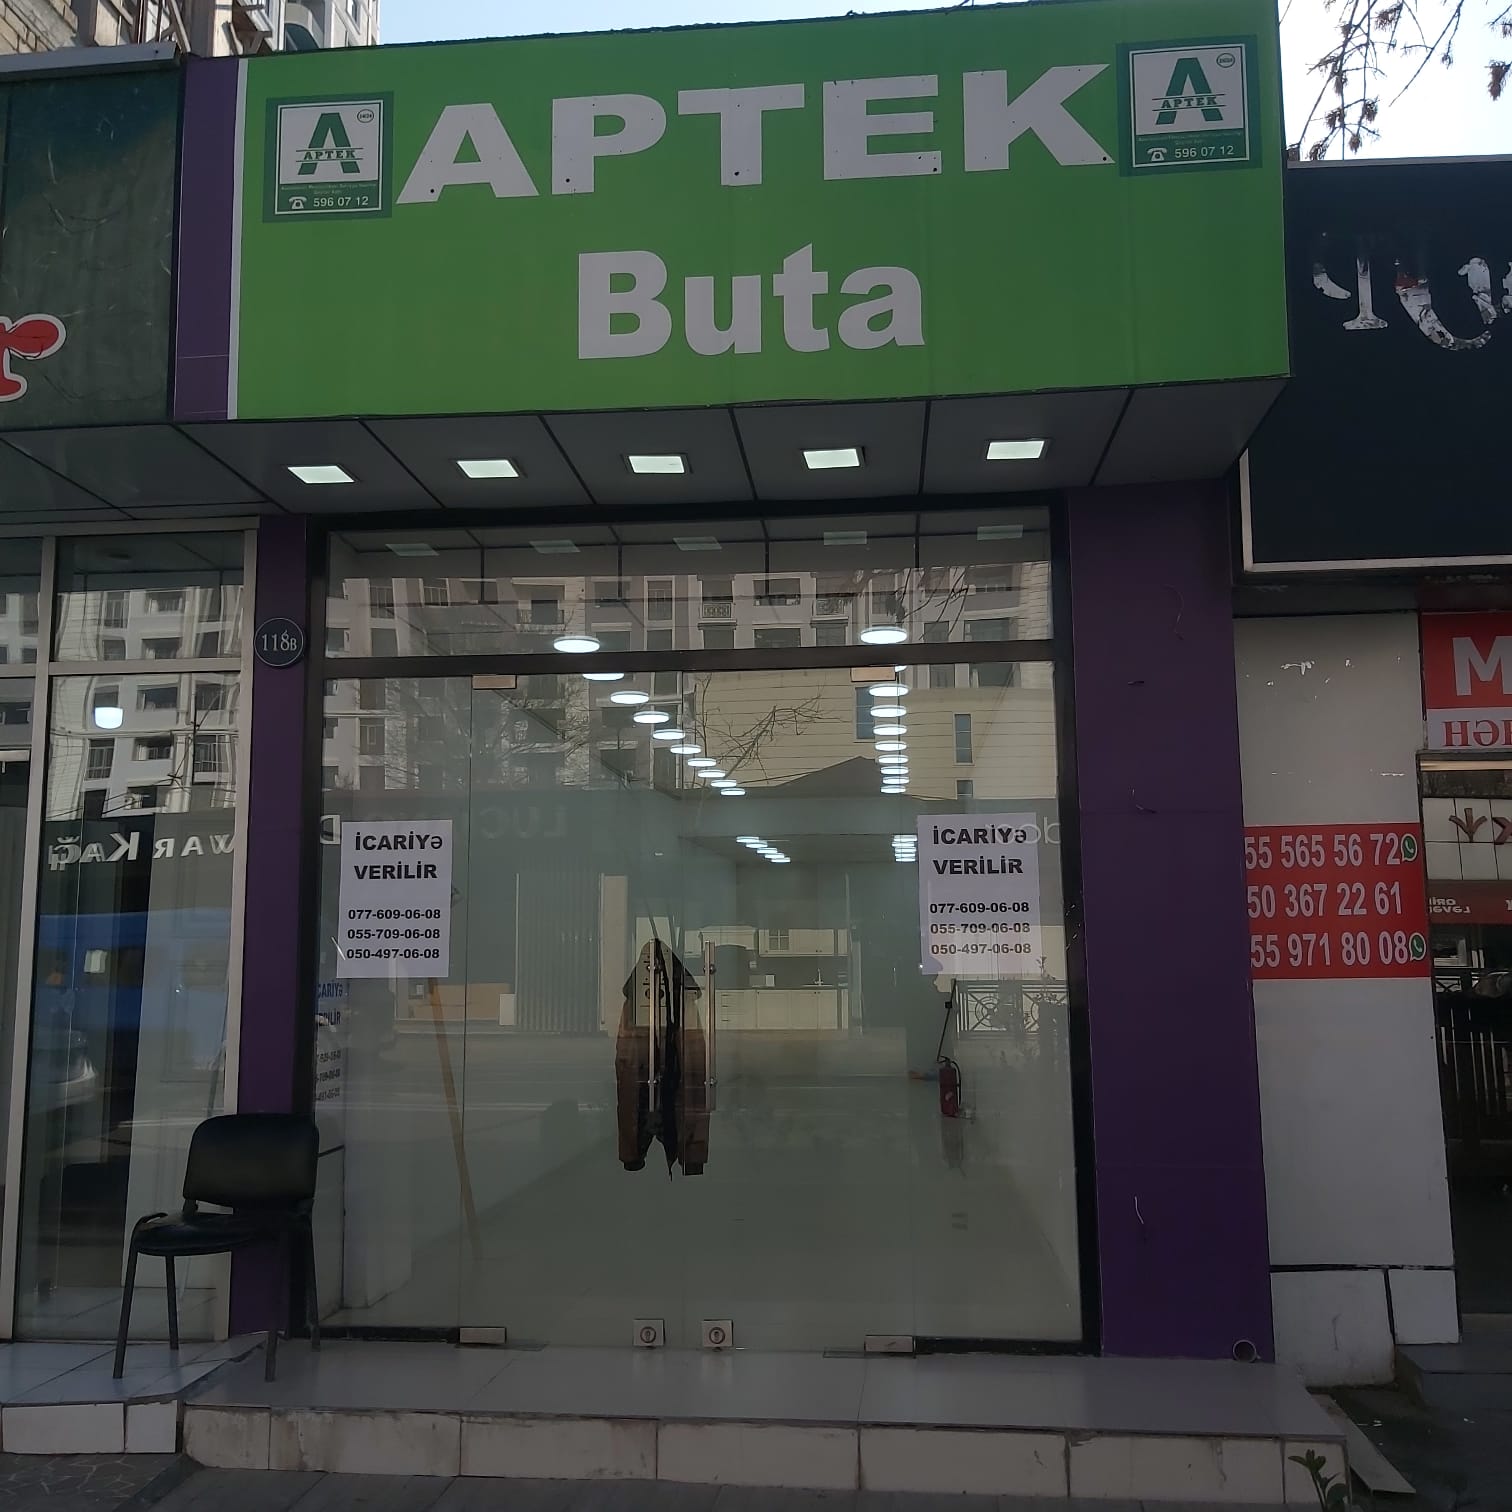 APTEK
Buta
A
APTEK
596 07 12
A
APTEK
596 07 12
118B
İCARİYƏ
VERİLİR
077-609-06-08
055-709-06-08
050-497-06-08
İCARİYƏ
VERİLİR
077-609-06-08
055-709-06-08
050-497-06-08
55 565 56 72
50 367 22 61
55 971 80 08